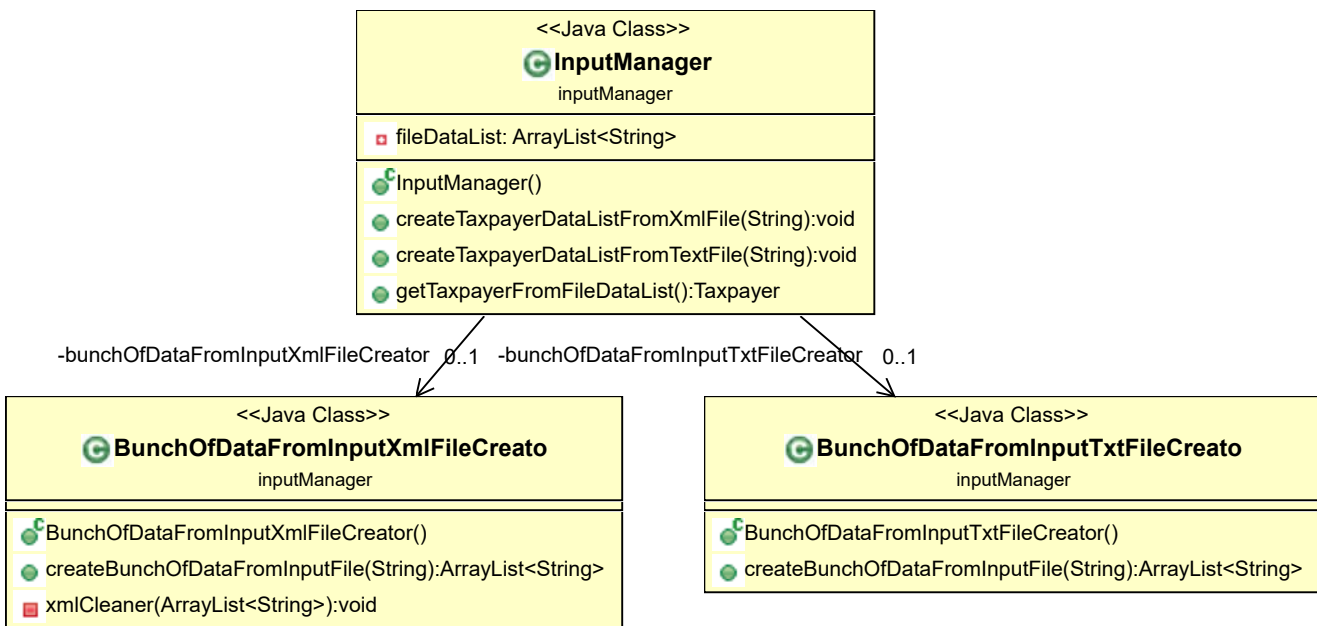 <<Java Class>>
InputManager
inputManager
fileDataList: ArrayList<String>
InputManager()
createTaxpayerDataListFromXmlFile(String):void
createTaxpayerDataListFromTextFile(String):void
getTaxpayerFromFileDataList():Taxpayer
-bunchOfDataFromInputXmlFileCreator 0..1 -bunchOfDataFromInputTxtFileCreator 0..1
<<Java Class>>
BunchOfDataFromInputXmlFileCreato
inputManager
BunchOfDataFromInputXmlFileCreator()
createBunchOfDataFromInputFile(String):ArrayList<String>
xmlCleaner(ArrayList<String>):void
<<Java Class>>
BunchOfDataFromInputTxtFileCreato
inputManager
BunchOfDataFromInputTxtFileCreator()
createBunchOfDataFromInputFile(String):ArrayList<String>